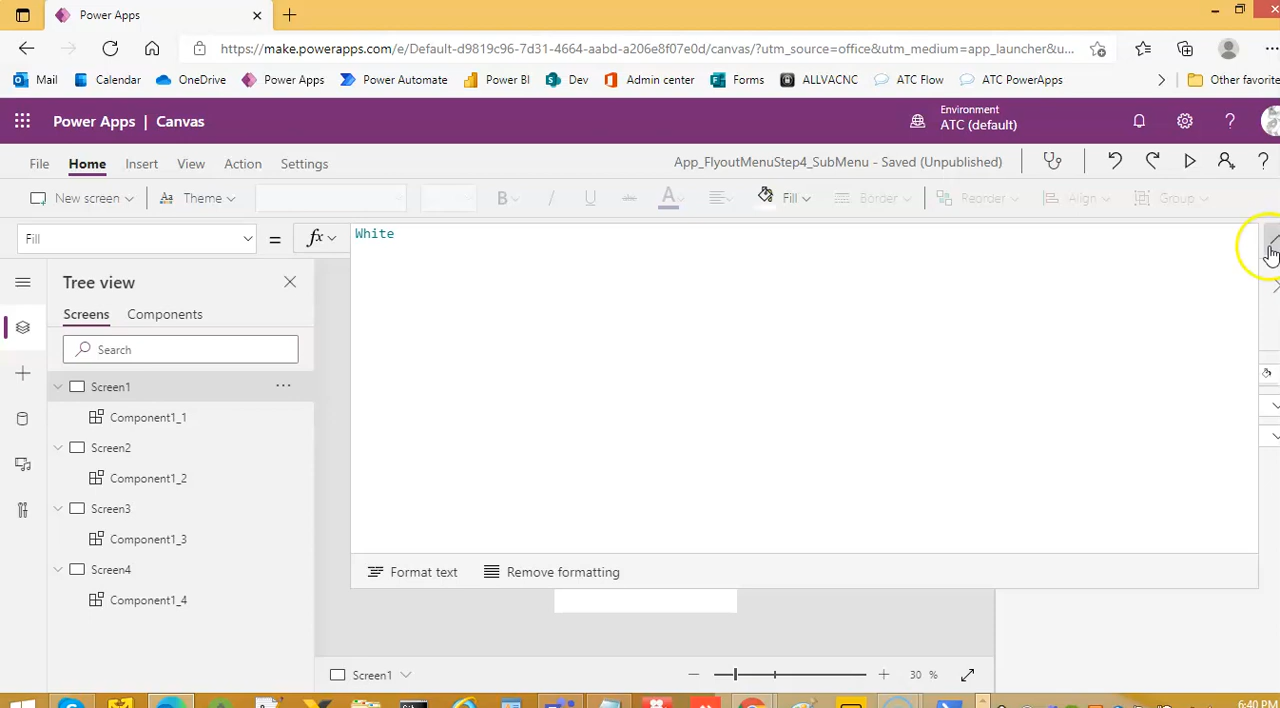 Power Apps
https://make.powerapps.com/e/Default-d9819c96-7d31-4664-aabd-a206e8f07e0d/canvas/?utm_source=office&utm_medium=app_launcher&u...
Mail Calendar OneDrive Power Apps Power Automate Power BI Dev Admin center Forms ALLVACNC ATC Flow ATC PowerApps Other favorite
Power Apps | Canvas
Environment
ATC (default)
File Home Insert View Action Settings
App_FlyoutMenuStep4_SubMenu - Saved (Unpublished)
New screen Theme B I U A Fill Border Reorder Align Group
Fill = fx White
Tree view
Screens Components
Search
Screen1
Component1_1
Screen2
Component1_2
Screen3
Component1_3
Screen4
Component1_4
Format text Remove formatting
Screen1 30 %
6:40 PM